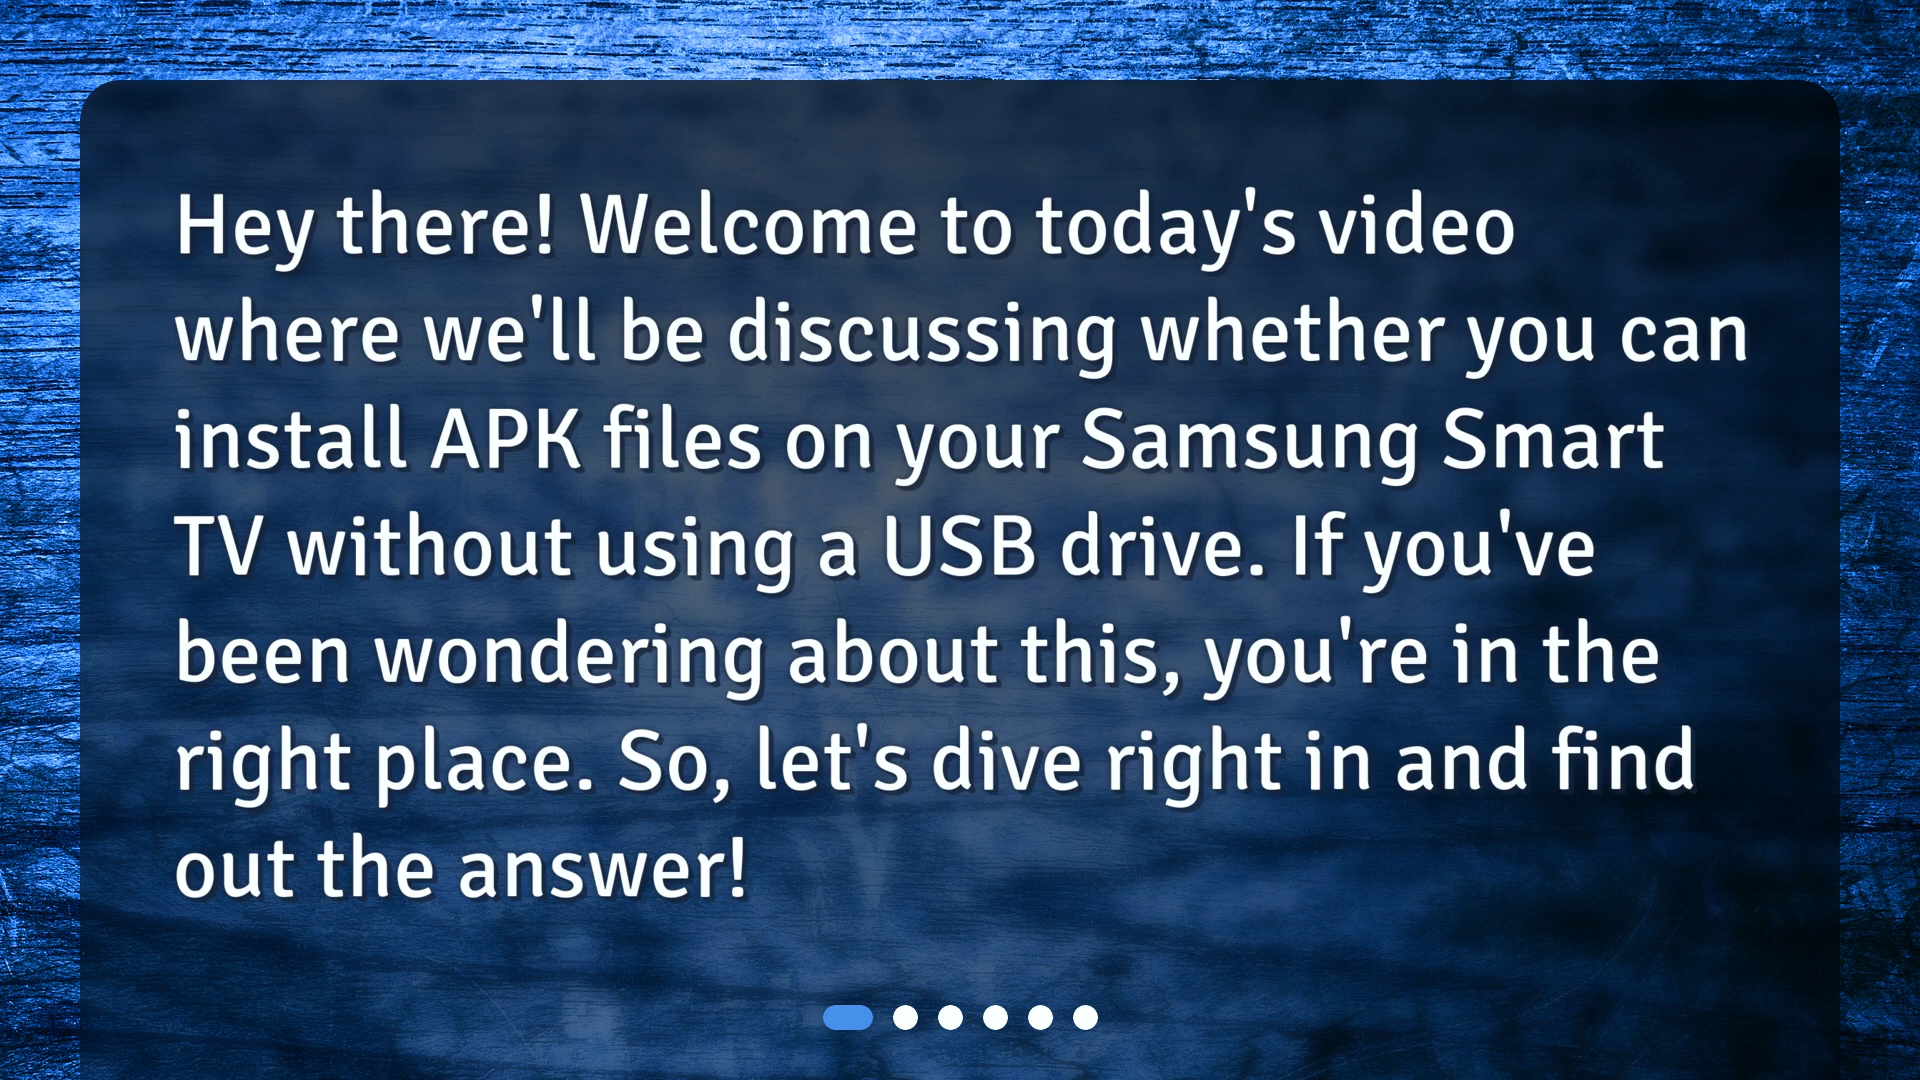 Hey there! Welcome to today's video
where we'll be discussing whether you can
install APK files on your Samsung Smart
TV without using a USB drive. If you've
been wondering about this, you're in the
right place. So, let's dive right in and find
out the answer!